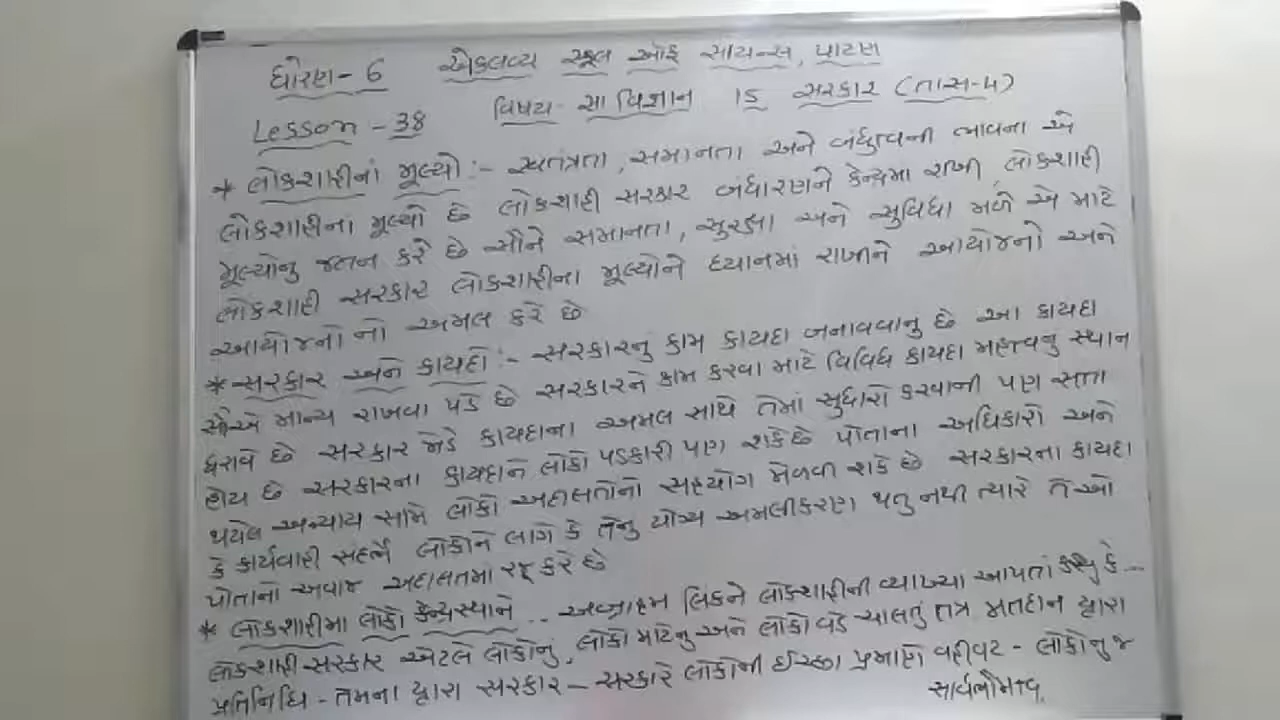 ધોરણ - 6 એકલવ્ય સ્કૂલ ઓફ સાયન્સ, પાટણ
Lesson - 38 વિષય - સા વિજ્ઞાન 15 સરકાર (તાસ-4)
* લોકશાહીનાં મૂલ્યો :- સ્વતંત્રતા, સમાનતા અને બંધુત્વની ભાવના એ
લોકશાહીનાં મૂલ્યો છે લોકશાહી સરકાર બંધારણને કેન્દ્રમા રાખી લોકશાહી
મૂલ્યોનુ જતન કરે છે સૌને સમાનતા, સુરક્ષા અને સુવિધા મળે એ માટે
લોકશાહી સરકાર લોકશાહીના મૂલ્યોને ધ્યાનમાં રાખીને આયોજનો અને
આયોજનો નો અમલ કરે છે
* સરકાર અને કાયદો :- સરકારનુ કામ કાયદા બનાવવાનુ છે આ કાયદા
સૌએ માન્ય રાખવા પડે છે સરકારને કામ કરવા માટે વિવિધ કાયદા મહત્વનુ સ્થાન
ધરાવે છે સરકાર જોડે કાયદાના અમલ સાથે તેમાં સુધારો કરવાની પણ સત્તા
હોય છે સરકારના કાયદાને લોકો પડકારી પણ શકે છે પોતાના અધિકારો અને
થયેલ અન્યાય સામે લોકો અદાલતોનો સહયોગ મેળવી શકે છે સરકારના કાયદા
કે કાર્યવાહી સંદર્ભે લોકોને લાગે કે તેનુ યોગ્ય અમલીકરણ થતુ નથી ત્યારે તેઓ
પોતાનો અવાજ અદાલતમાં રજૂ કરે છે
* લોકશાહીમા લોકો કેન્દ્રસ્થાને .. અબ્રાહમ લિંકને લોકશાહીની વ્યાખ્યા આપતાં કહ્યુ કે ...
લોકશાહી સરકાર એટલે લોકોનું, લોકો માટેનુ અને લોકો વડે ચાલતું તંત્ર મતદાન દ્વારા
પ્રતિનિધિ - તેમના દ્વારા સરકાર - સરકારે લોકોની ઈચ્છા પ્રમાણે વહીવટ - લોકોનુ જ
સાર્વભૌમત્વ